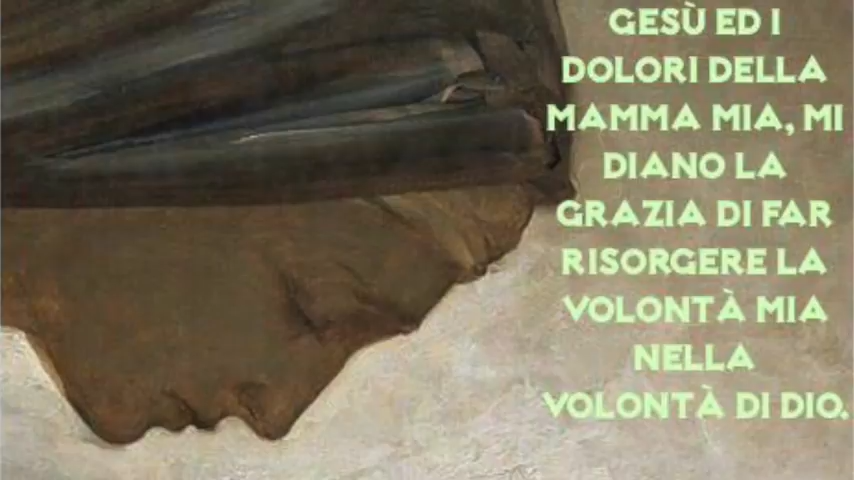 GESÙ ED I
DOLORI DELLA
MAMMA MIA, MI
DIANO LA
GRAZIA DI FAR
RISORGERE LA
VOLONTÀ MIA
NELLA
VOLONTÀ DI DIO.